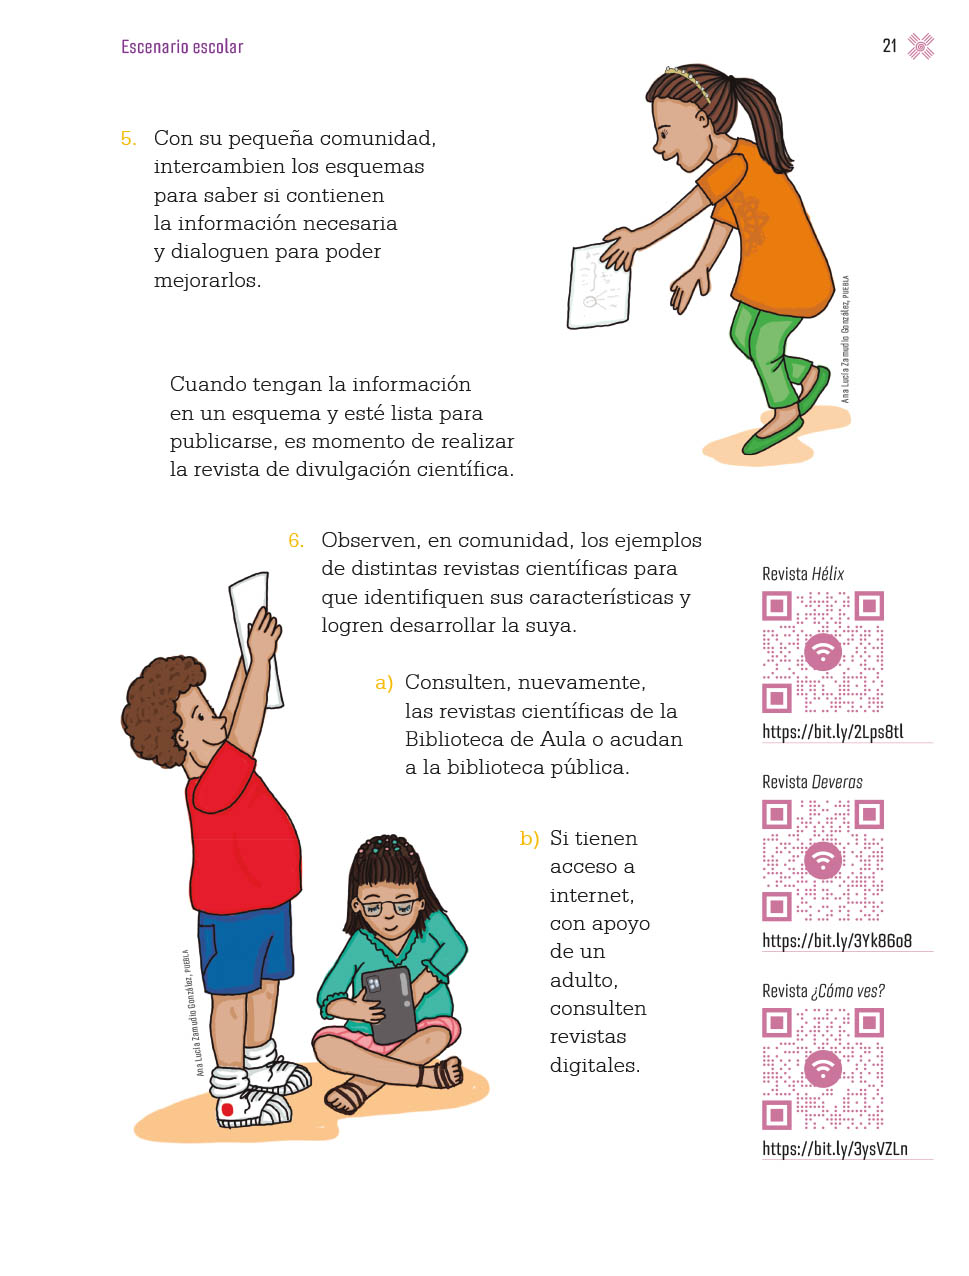 Escenario escolar
21
5. Con su pequeña comunidad,
intercambien los esquemas
para saber si contienen
la información necesaria
y dialoguen para poder
mejorarlos.
Ana Lucía Zamudio González, PUEBLA
Cuando tengan la información
en un esquema y esté lista para
publicarse, es momento de realizar
la revista de divulgación científica.
6. Observen, en comunidad, los ejemplos
de distintas revistas científicas para
que identifiquen sus características y
logren desarrollar la suya.
a) Consulten, nuevamente,
las revistas científicas de la
Biblioteca de Aula o acudan
a la biblioteca pública.
b) Si tienen
acceso a
internet,
con apoyo
de un
adulto,
consulten
revistas
digitales.
Ana Lucía Zamudio González, PUEBLA
Revista Hélix
https://bit.ly/2Lps8tl
Revista Deveras
https://bit.ly/3Yk86o8
Revista ¿Cómo ves?
https://bit.ly/3ysVZLn